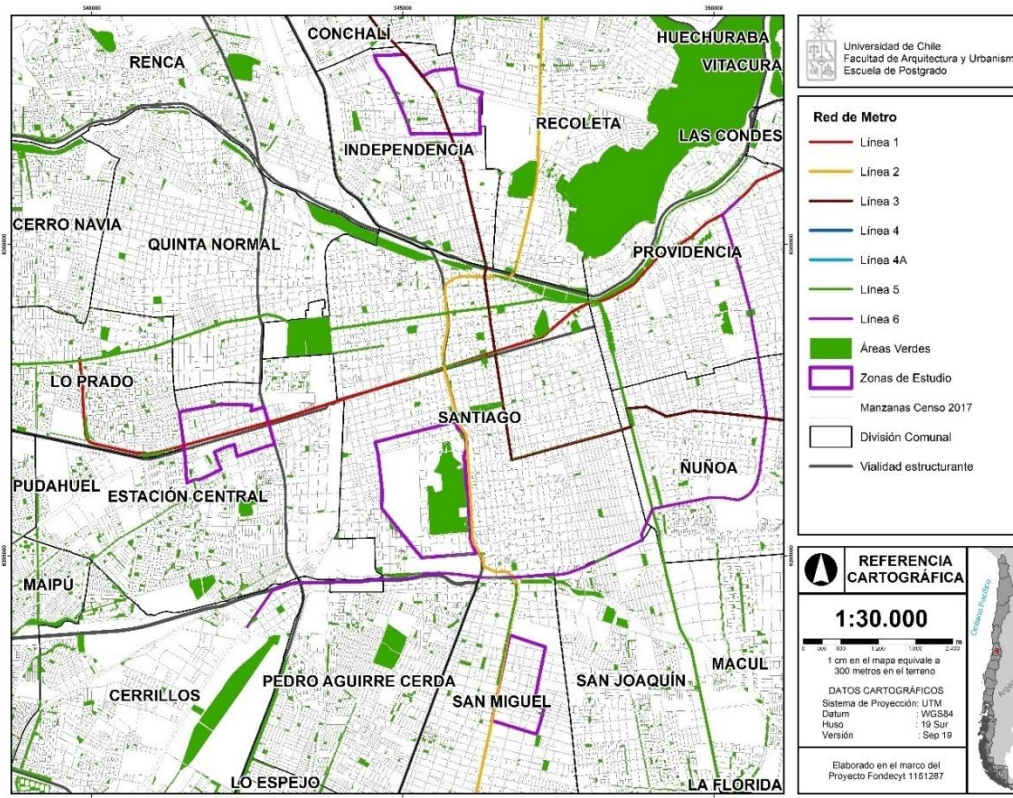 340000
345000
350000
CONCHALÍ
HUECHURABA
RENCA
VITACURA
RECOLETA
LAS CONDES
INDEPENDENCIA
CERRO NAVIA
QUINTA NORMAL
PROVIDENCIA
LO PRADO
SANTIAGO
ÑUÑOA
PUDAHUEL
ESTACIÓN CENTRAL
MAIPÚ
MACUL
CERRILLOS
PEDRO AGUIRRE CERDA
SAN JOAQUÍN
SAN MIGUEL
LO ESPEJO
LA FLORIDA
Universidad de Chile
Facultad de Arquitectura y Urbanism
Escuela de Postgrado
Red de Metro
Línea 1
Línea 2
Línea 3
Línea 4
Línea 4A
Línea 5
Línea 6
Áreas Verdes
Zonas de Estudio
Manzanas Censo 2017
División Comunal
Vialidad estructurante
REFERENCIA
CARTOGRÁFICA
1:30.000
1 cm en el mapa equivale a
300 metros en el terreno
DATOS CARTOGRÁFICOS
Sistema de Proyección: UTM
Datum : WGS84
Huso : 19 Sur
Versión : Sep 19
Elaborado en el marco del
Proyecto Fondecyt 1151287
Océano Pacífico